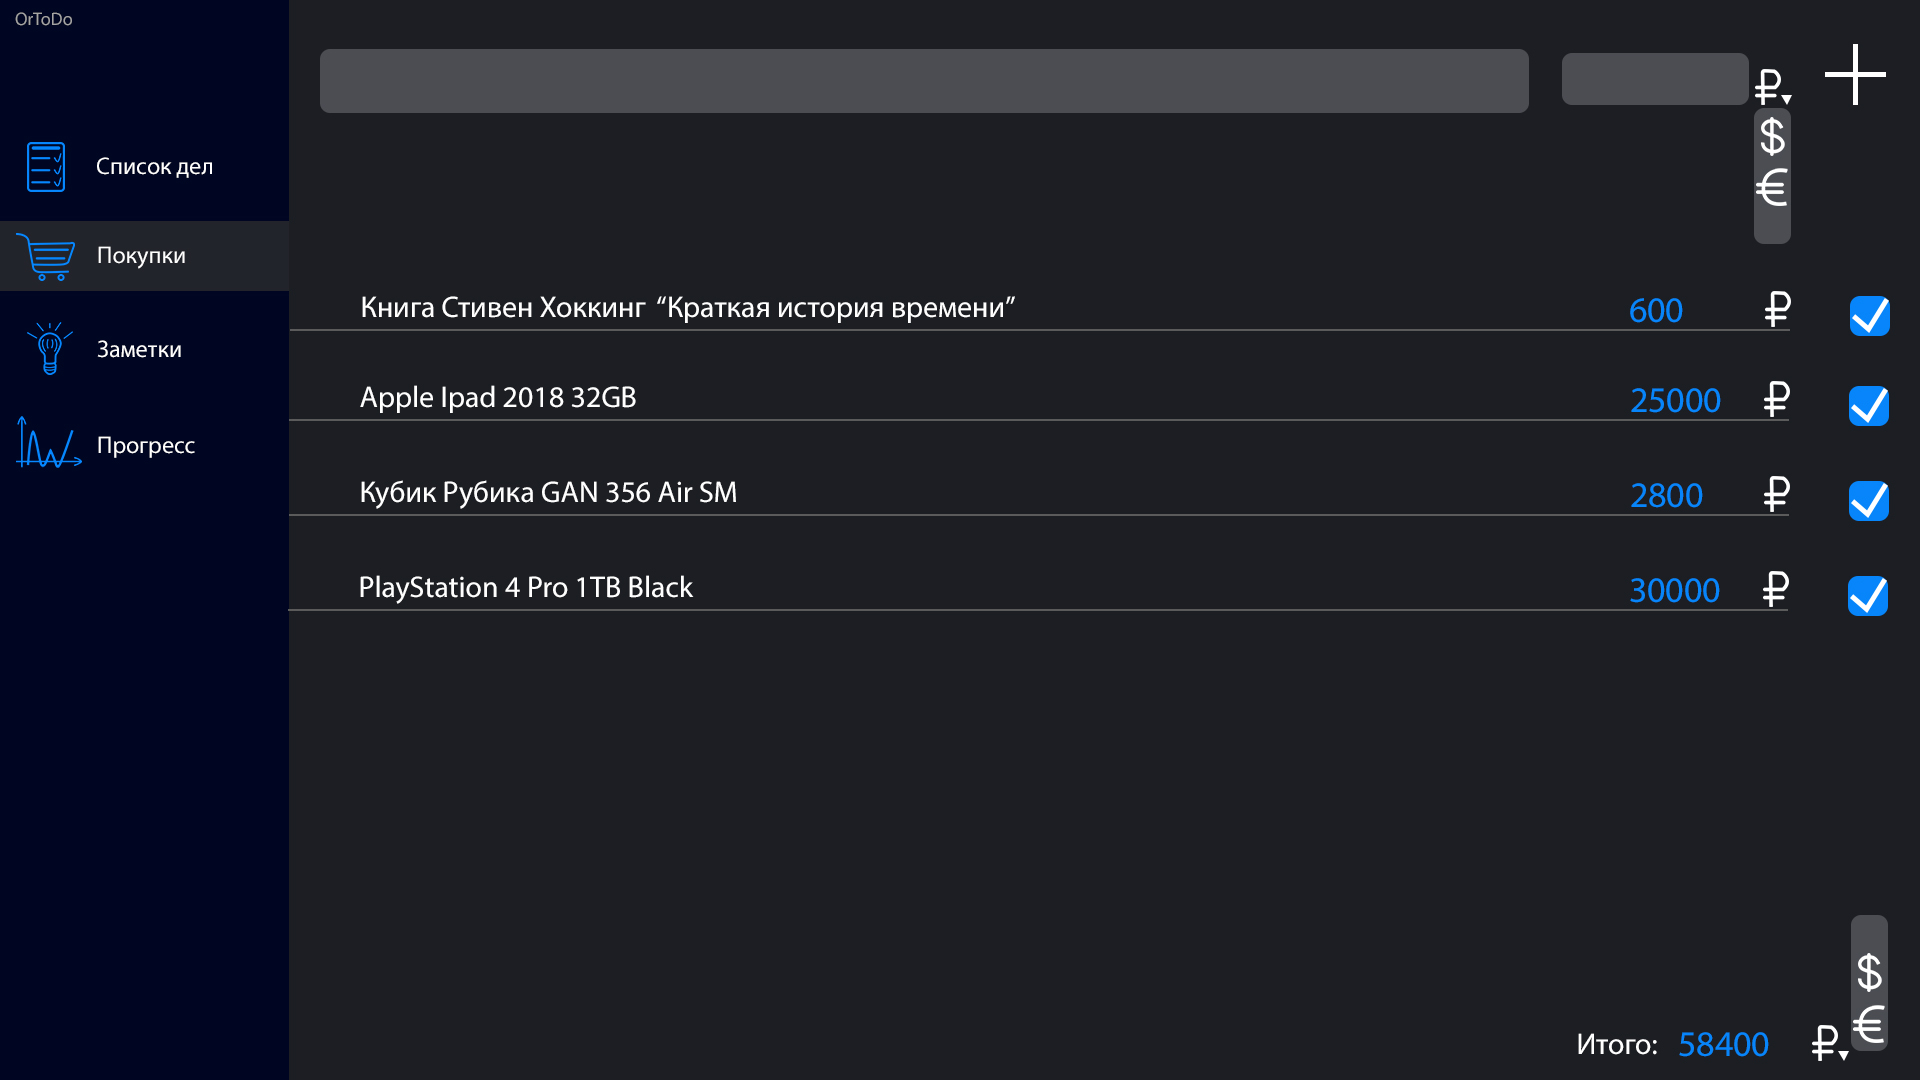 OrToDo
₽
$
€
Список дел
Покупки
Заметки
Прогресс
Книга Стивен Хоккинг “Краткая история времени” 600 ₽
Apple Ipad 2018 32GB 25000 ₽
Кубик Рубика GAN 356 Air SM 2800 ₽
PlayStation 4 Pro 1TB Black 30000 ₽
$
€
Итого: 58400 ₽